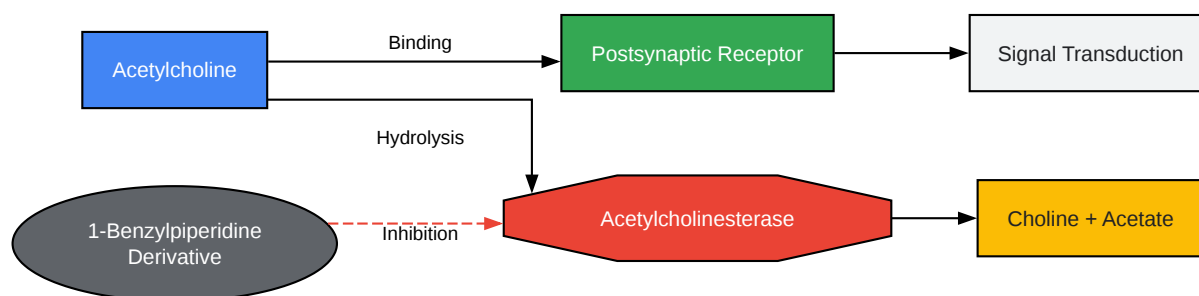 Binding
Acetylcholine
Postsynaptic Receptor
Signal Transduction
Hydrolysis
1-Benzylpiperidine
Derivative
Inhibition
Acetylcholinesterase
Choline + Acetate